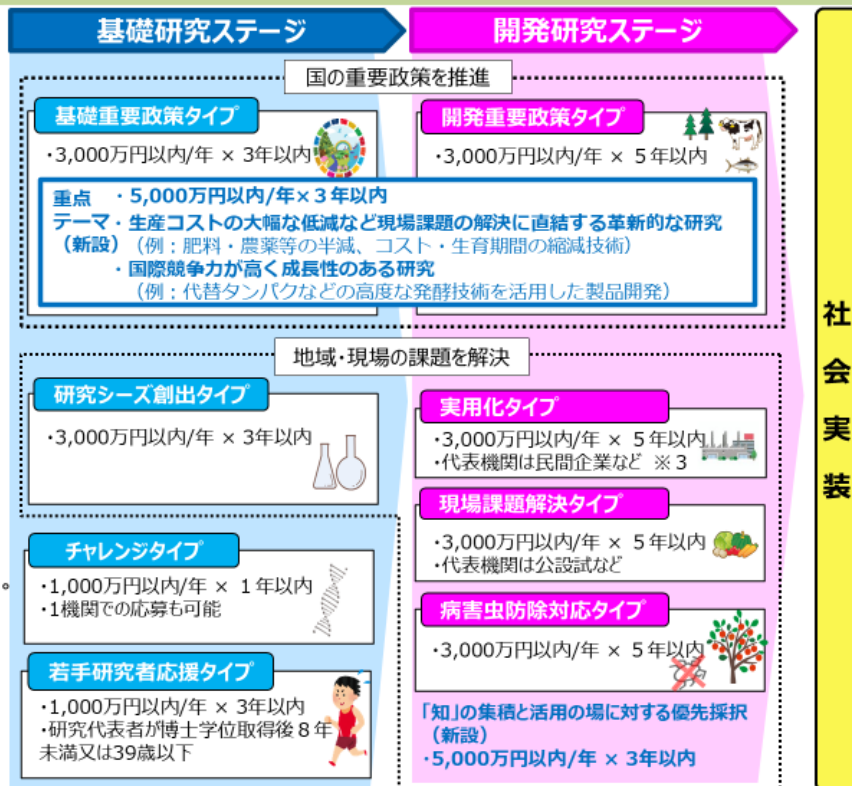 基礎研究ステージ
開発研究ステージ
国の重要政策を推進
基礎重要政策タイプ
・3,000万円以内/年 × 3年以内
開発重要政策タイプ
・3,000万円以内/年 × ５年以内
重点 ・5,000万円以内/年×３年以内
テーマ・生産コストの大幅な低減など現場課題の解決に直結する革新的な研究
（新設）（例：肥料・農薬等の半減、コスト・生育期間の縮減技術）
・国際競争力が高く成長性のある研究
（例：代替タンパクなどの高度な発酵技術を活用した製品開発）
地域・現場の課題を解決
研究シーズ創出タイプ
・3,000万円以内/年 × 3年以内
チャレンジタイプ
・1,000万円以内/年 × １年以内
・1機関での応募も可能
。
若手研究者応援タイプ
・1,000万円以内/年 × 3年以内
・研究代表者が博士学位取得後８年
未満又は39歳以下
実用化タイプ
・3,000万円以内/年 × ５年以内
・代表機関は民間企業など ※３
現場課題解決タイプ
・3,000万円以内/年 × ５年以内
・代表機関は公設試など
病害虫防除対応タイプ
・3,000万円以内/年 × ５年以内
「知」の集積と活用の場に対する優先採択
（新設）
・5,000万円以内/年 × 3年以内
社会実装